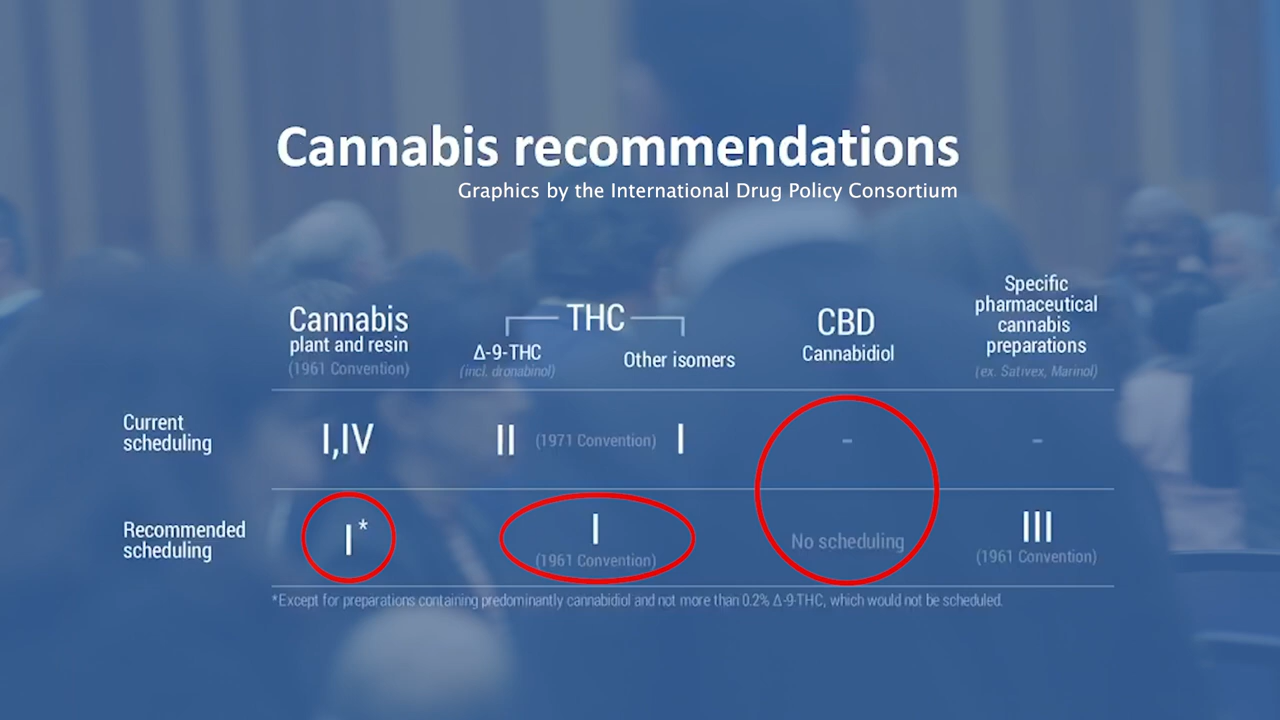 Cannabis recommendations
Graphics by the International Drug Policy Consortium
Cannabis
plant and resin
(1961 Convention)
THC
Δ-9-THC
(incl. dronabinol)
Other isomers
CBD
Cannabidiol
Specific
pharmaceutical
cannabis
preparations
(ex. Sativex, Marinol)
Current
scheduling
I,IV
II
(1971 Convention)
I
-
-
Recommended
scheduling
I*
I
(1961 Convention)
No scheduling
III
(1961 Convention)
*Except for preparations containing predominantly cannabidiol and not more than 0.2% Δ-9-THC, which would not be scheduled.